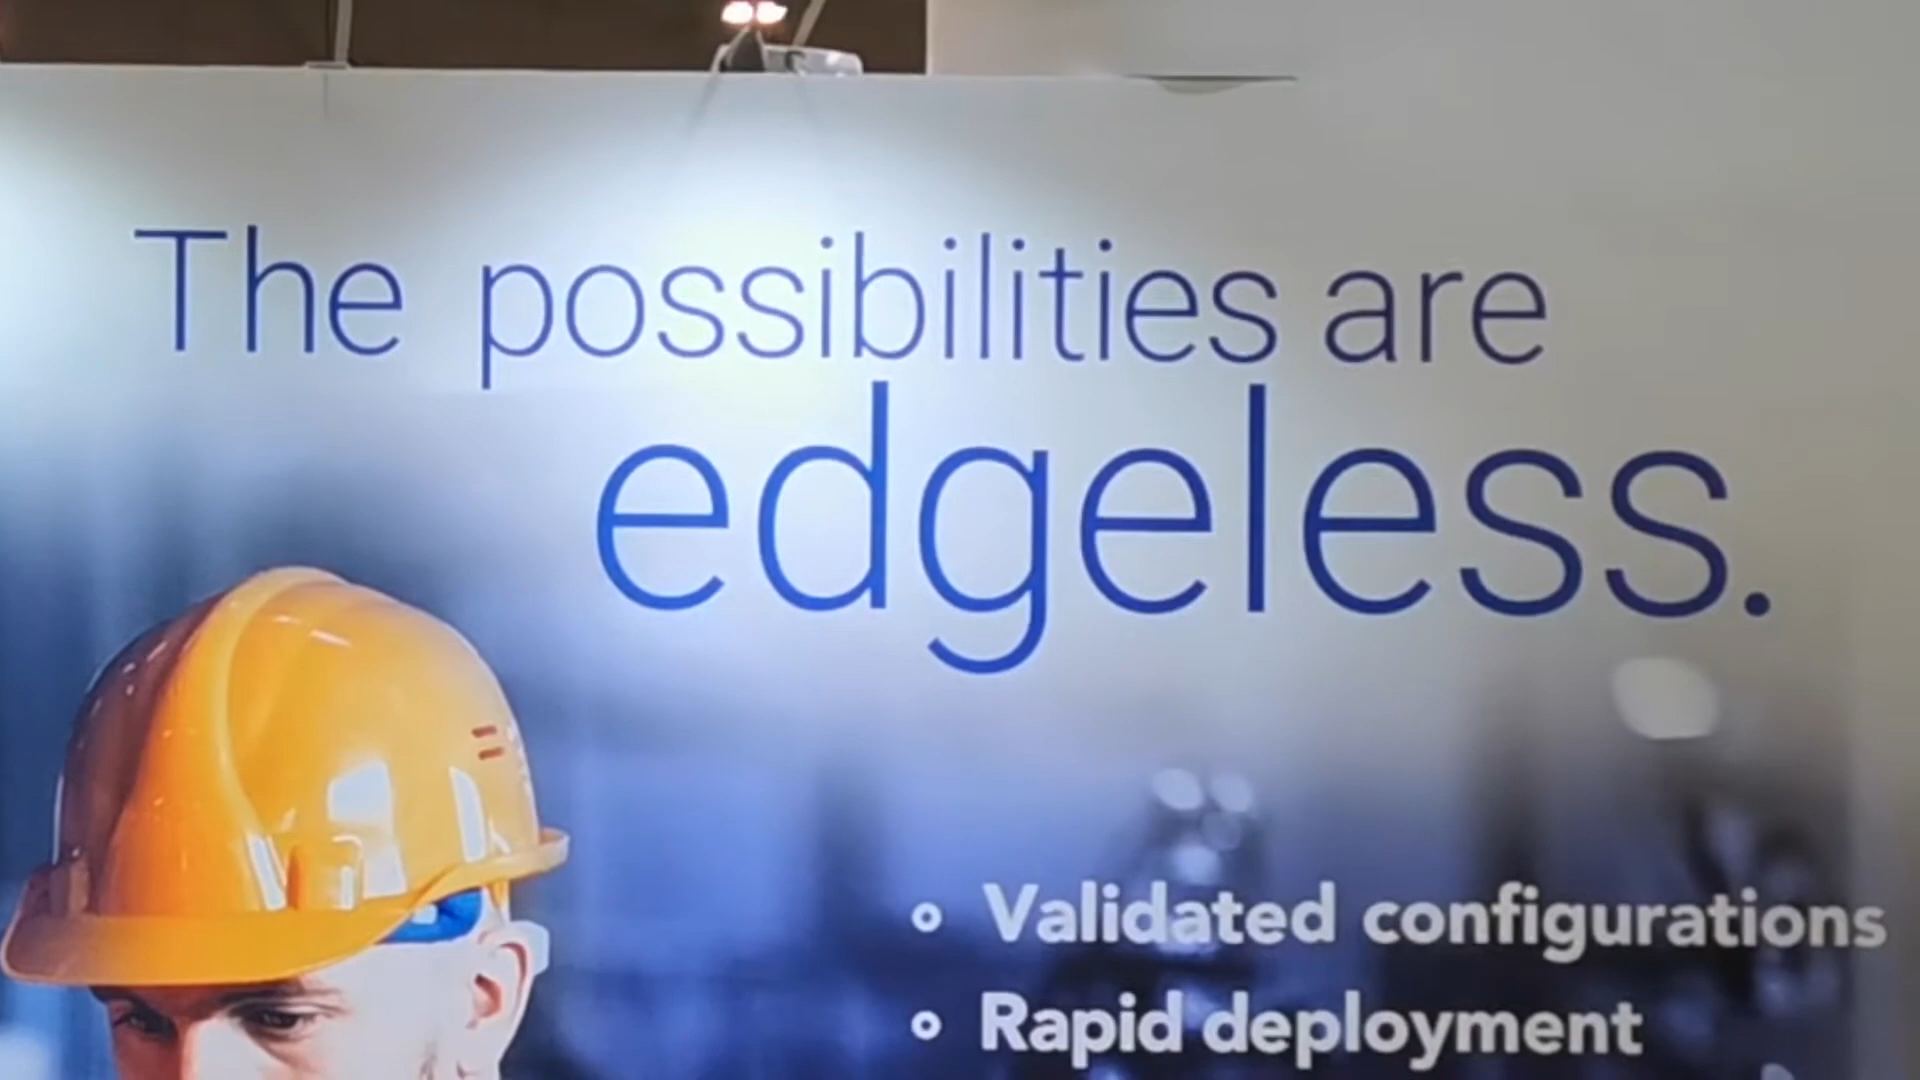 The possibilities are
edgeless.
Validated configurations
Rapid deployment